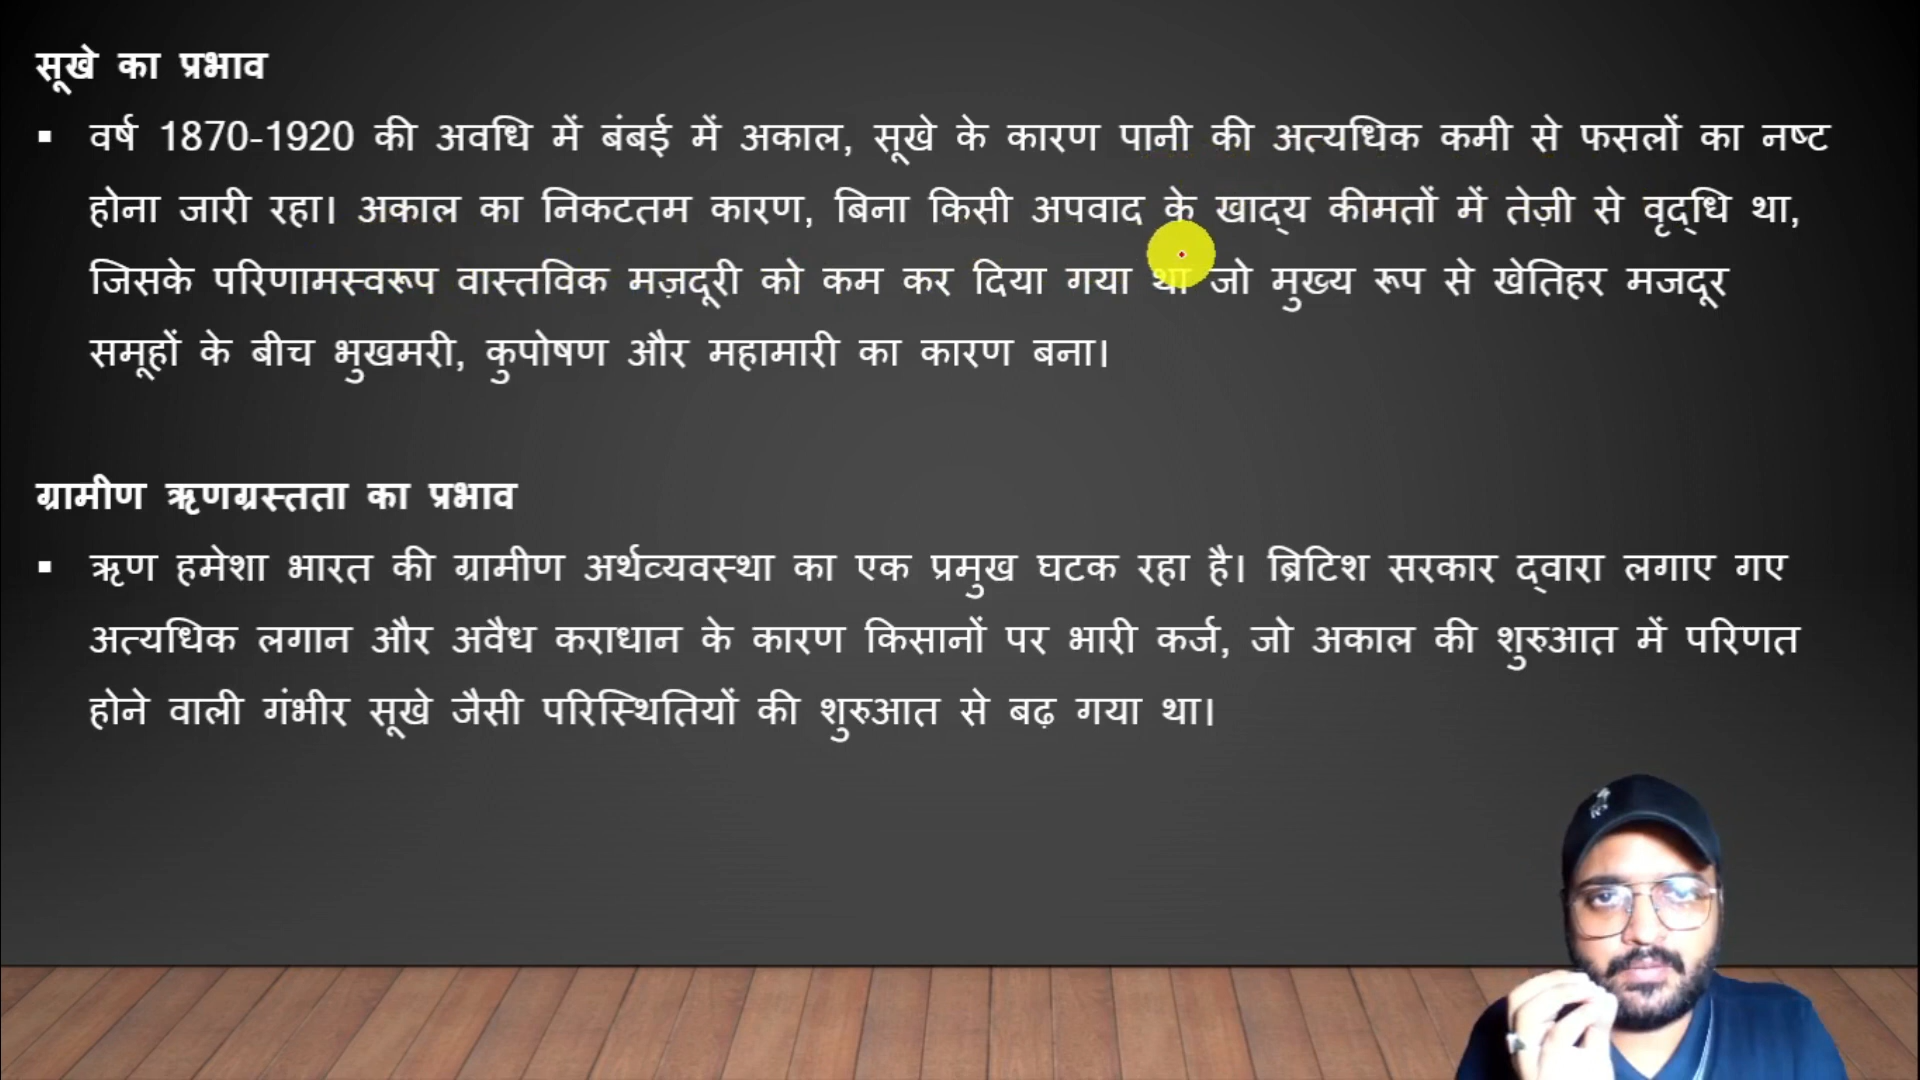 सूखे का प्रभाव
▪ वर्ष 1870-1920 की अवधि में बंबई में अकाल, सूखे के कारण पानी की अत्यधिक कमी से फसलों का नष्ट
होना जारी रहा। अकाल का निकटतम कारण, बिना किसी अपवाद के खाद्य कीमतों में तेज़ी से वृद्धि था,
जिसके परिणामस्वरूप वास्तविक मज़दूरी को कम कर दिया गया था जो मुख्य रूप से खेतिहर मजदूर
समूहों के बीच भुखमरी, कुपोषण और महामारी का कारण बना।
ग्रामीण ऋणग्रस्तता का प्रभाव
▪ ऋण हमेशा भारत की ग्रामीण अर्थव्यवस्था का एक प्रमुख घटक रहा है। ब्रिटिश सरकार द्वारा लगाए गए
अत्यधिक लगान और अवैध कराधान के कारण किसानों पर भारी कर्ज, जो अकाल की शुरुआत में परिणत
होने वाली गंभीर सूखे जैसी परिस्थितियों की शुरुआत से बढ़ गया था।